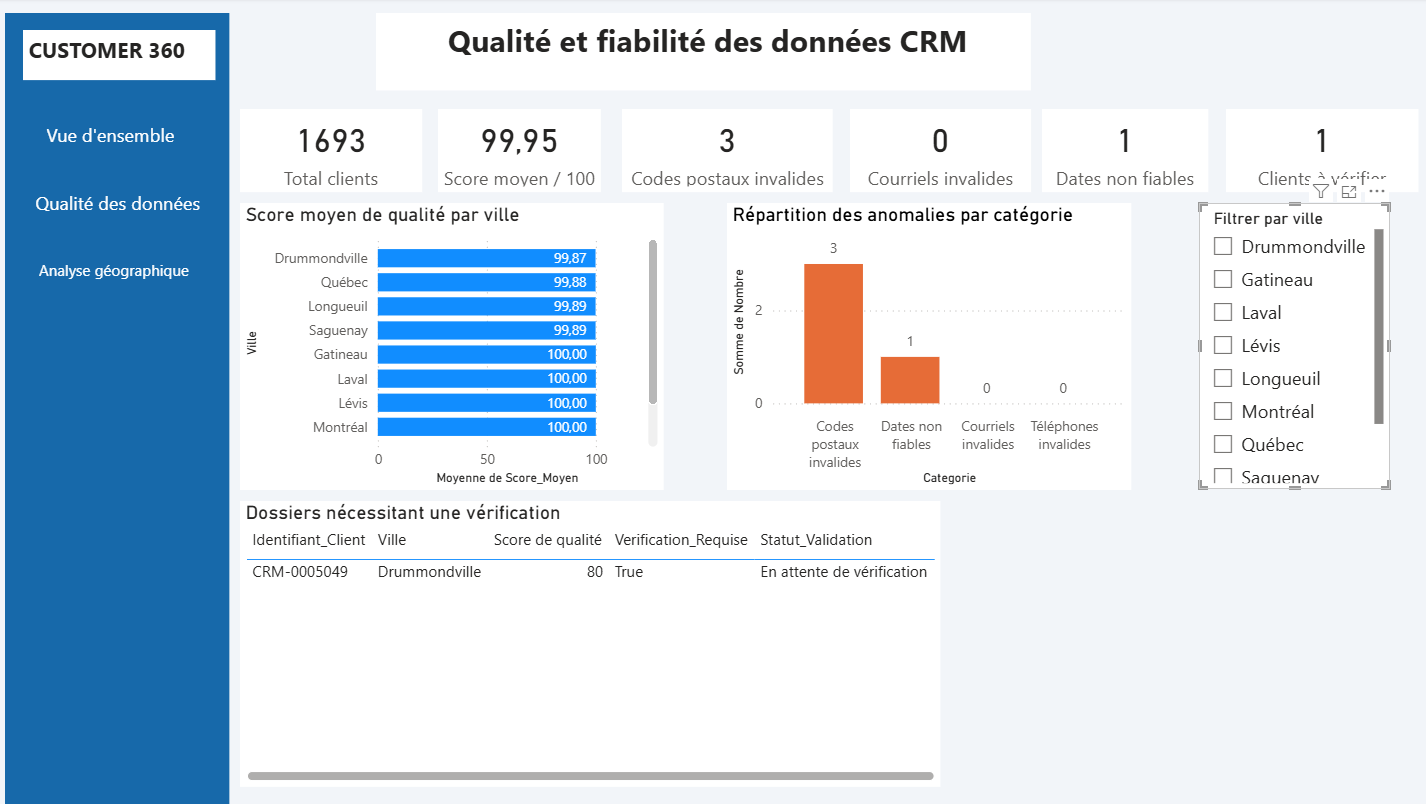 CUSTOMER 360
Vue d'ensemble
Qualité des données
Analyse géographique
Qualité et fiabilité des données CRM
1693
Total clients
99,95
Score moyen / 100
3
Codes postaux invalides
0
Courriels invalides
1
Dates non fiables
1
Clients à vérifier
Score moyen de qualité par ville
Ville
Drummondville 99,87
Québec 99,88
Longueuil 99,89
Saguenay 99,89
Gatineau 100,00
Laval 100,00
Lévis 100,00
Montréal 100,00
0 50 100
Moyenne de Score_Moyen
Répartition des anomalies par catégorie
Somme de Nombre
2
0
3
1
0
0
Codes
postaux
invalides
Dates non
fiables
Courriels
invalides
Téléphones
invalides
Categorie
Filtrer par ville
Drummondville
Gatineau
Laval
Lévis
Longueuil
Montréal
Québec
Saguenay
Dossiers nécessitant une vérification
Identifiant_Client Ville Score de qualité Verification_Requise Statut_Validation
CRM-0005049 Drummondville 80 True En attente de vérification